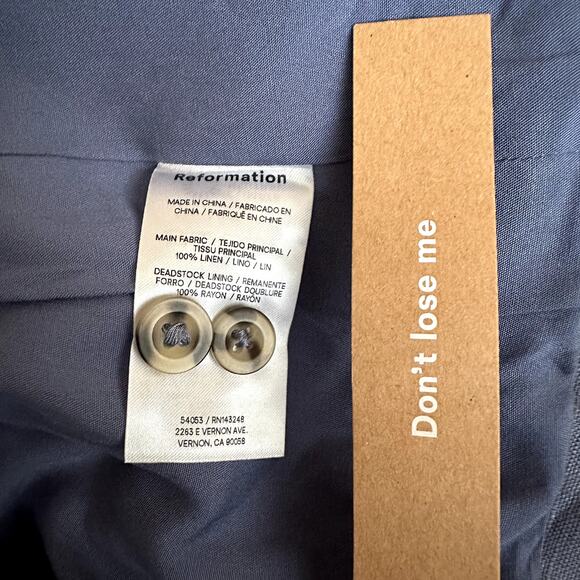 Reformation
MADE IN CHINA / FABRICADO EN
CHINA / FABRIQUÉ EN CHINE
MAIN FABRIC / TEJIDO PRINCIPAL /
TISSU PRINCIPAL
100% LINEN / LINO / LIN
DEADSTOCK LINING / REMANENTE
FORRO / DEADSTOCK DOUBLURE
100% RAYON / RAYÓN
54053 / RN143248
2263 E VERNON AVE.
VERNON, CA 90058
Don't lose me